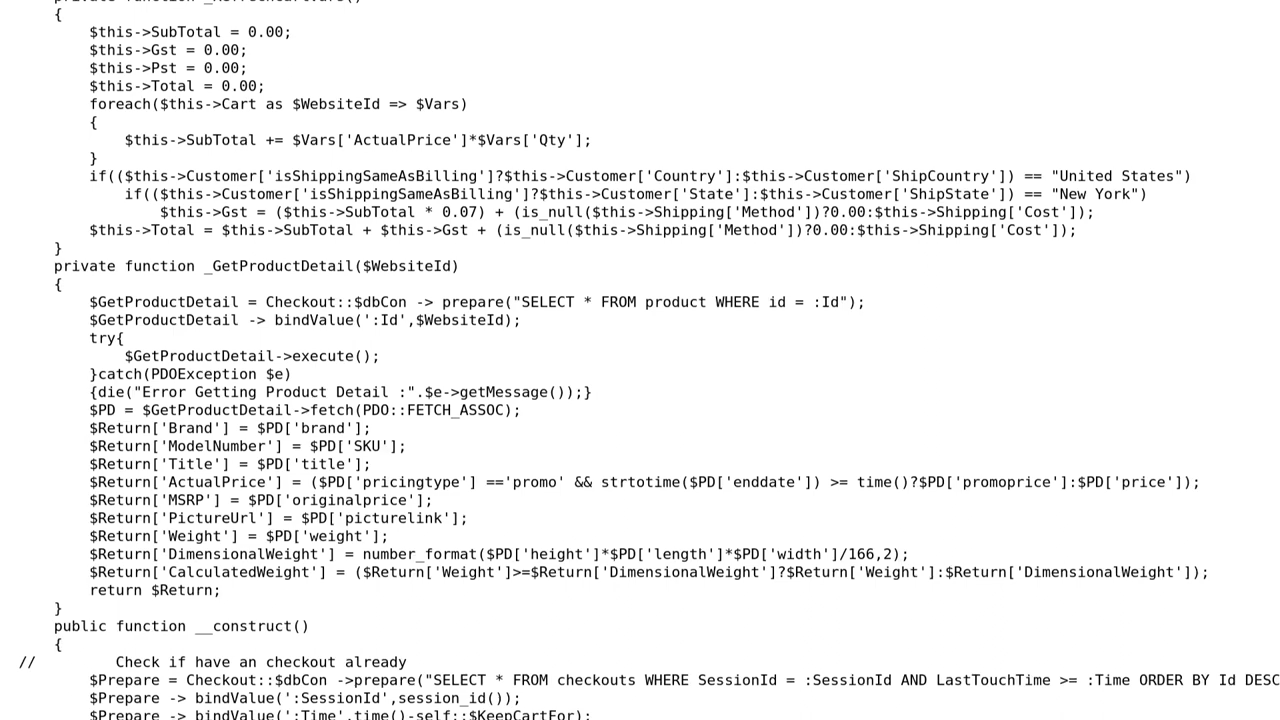 {
$this->SubTotal = 0.00;
$this->Gst = 0.00;
$this->Pst = 0.00;
$this->Total = 0.00;
foreach($this->Cart as $WebsiteId => $Vars)
{
$this->SubTotal += $Vars['ActualPrice']*$Vars['Qty'];
}
if(($this->Customer['isShippingSameAsBilling']?$this->Customer['Country']:$this->Customer['ShipCountry']) == "United States")
if(($this->Customer['isShippingSameAsBilling']?$this->Customer['State']:$this->Customer['ShipState']) == "New York")
$this->Gst = ($this->SubTotal * 0.07) + (is_null($this->Shipping['Method'])?0.00:$this->Shipping['Cost']);
$this->Total = $this->SubTotal + $this->Gst + (is_null($this->Shipping['Method'])?0.00:$this->Shipping['Cost']);
}
private function _GetProductDetail($WebsiteId)
{
$GetProductDetail = Checkout::$dbCon -> prepare("SELECT * FROM product WHERE id = :Id");
$GetProductDetail -> bindValue(':Id',$WebsiteId);
try{
$GetProductDetail->execute();
}catch(PDOException $e)
{die("Error Getting Product Detail :".$e->getMessage());}
$PD = $GetProductDetail->fetch(PDO::FETCH_ASSOC);
$Return['Brand'] = $PD['brand'];
$Return['ModelNumber'] = $PD['SKU'];
$Return['Title'] = $PD['title'];
$Return['ActualPrice'] = ($PD['pricingtype'] =='promo' && strtotime($PD['enddate']) >= time()?$PD['promoprice']:$PD['price']);
$Return['MSRP'] = $PD['originalprice'];
$Return['PictureUrl'] = $PD['picturelink'];
$Return['Weight'] = $PD['weight'];
$Return['DimensionalWeight'] = number_format($PD['height']*$PD['length']*$PD['width']/166,2);
$Return['CalculatedWeight'] = ($Return['Weight']>=$Return['DimensionalWeight']?$Return['Weight']:$Return['DimensionalWeight']);
return $Return;
}
public function __construct()
{
// Check if have an checkout already
$Prepare = Checkout::$dbCon ->prepare("SELECT * FROM checkouts WHERE SessionId = :SessionId AND LastTouchTime >= :Time ORDER BY Id DESC
$Prepare -> bindValue(':SessionId',session_id());
$Prepare -> bindValue(':Time',time()-self::$KeepCartFor);